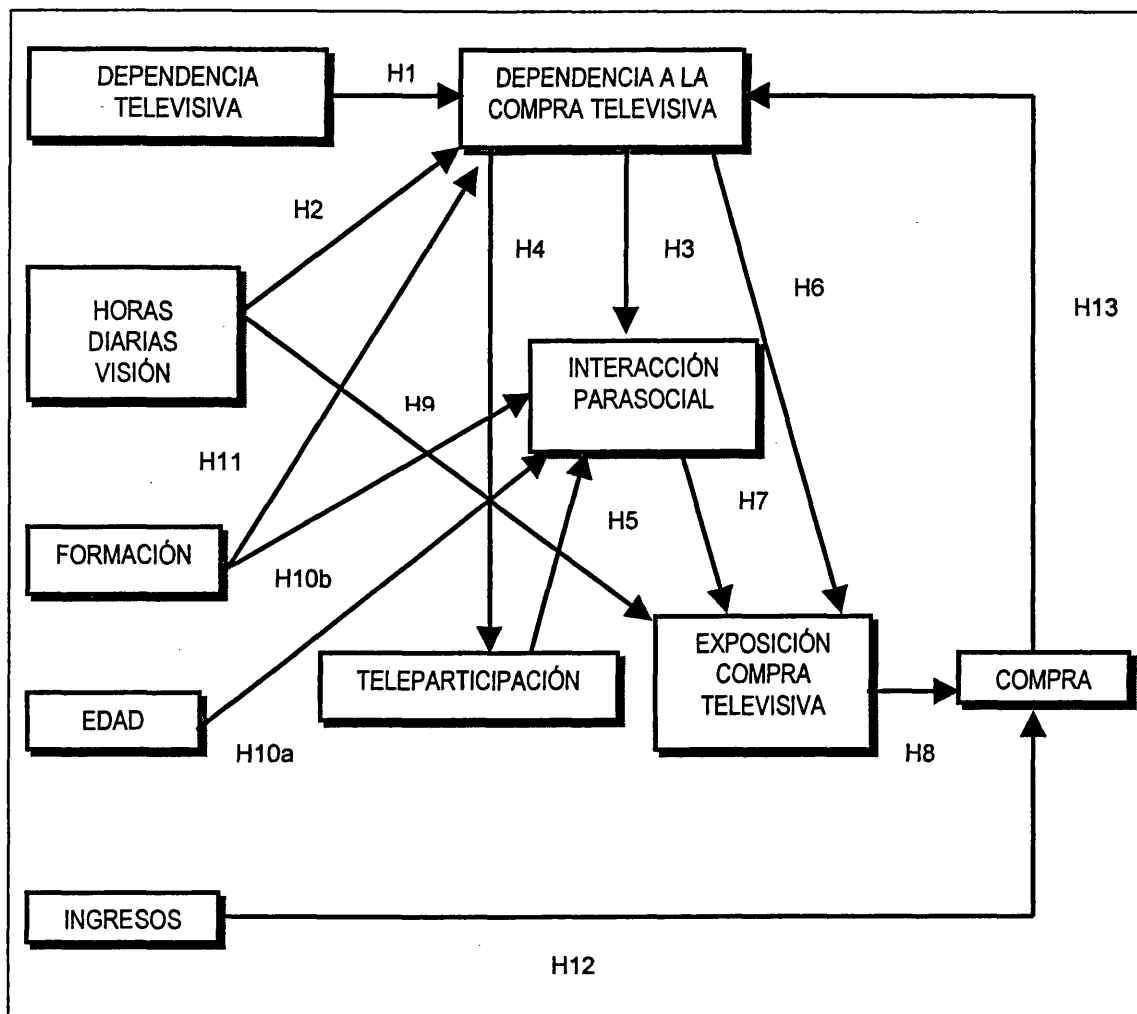 DEPENDENCIA
TELEVISIVA
H1
DEPENDENCIA A LA
COMPRA TELEVISIVA
H2
H4
H3
H6
H13
HORAS
DIARIAS
VISIÓN
INTERACCIÓN
PARASOCIAL
H9
H11
H5
H7
FORMACIÓN
H10b
TELEPARTICIPACIÓN
EXPOSICIÓN
COMPRA
TELEVISIVA
COMPRA
EDAD
H10a
H8
INGRESOS
H12